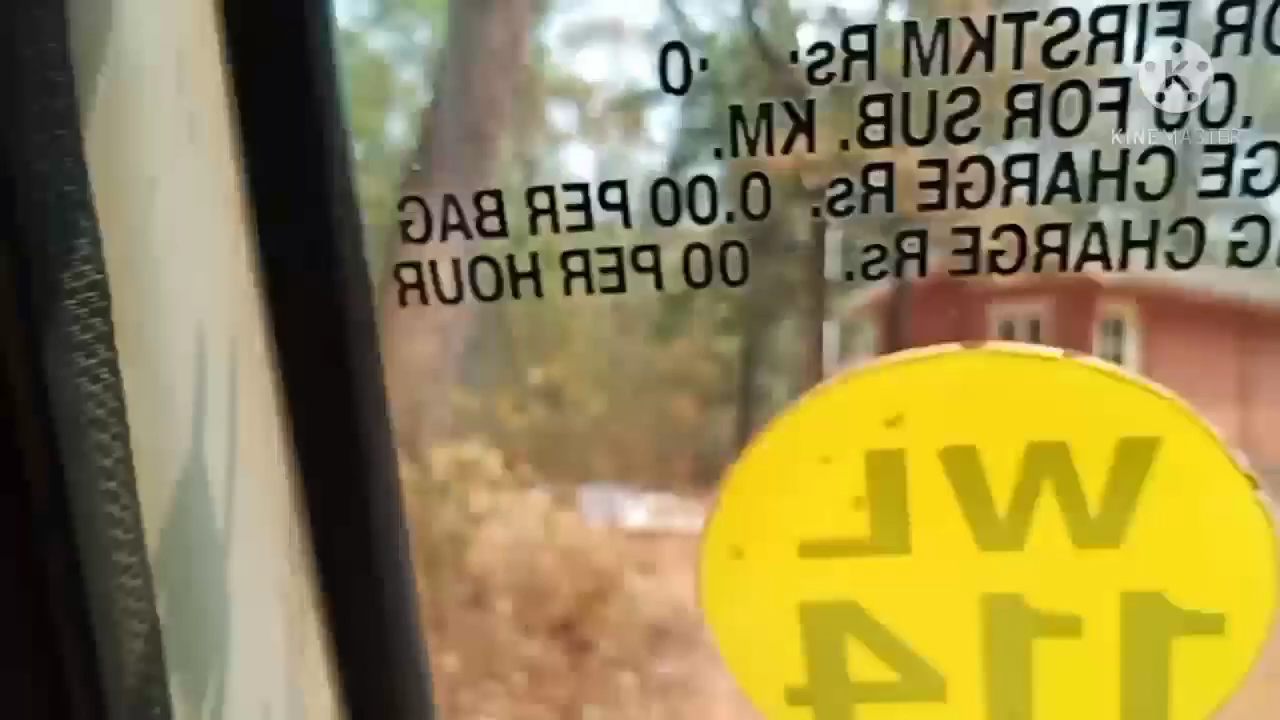 OR FIRSTKM Rs. 0.
.00 FOR SUB. KM.
GE CHARGE Rs. 0.00 PER BAG
G CHARGE Rs. 00 PER HOUR
WL
114
KINEMASTER